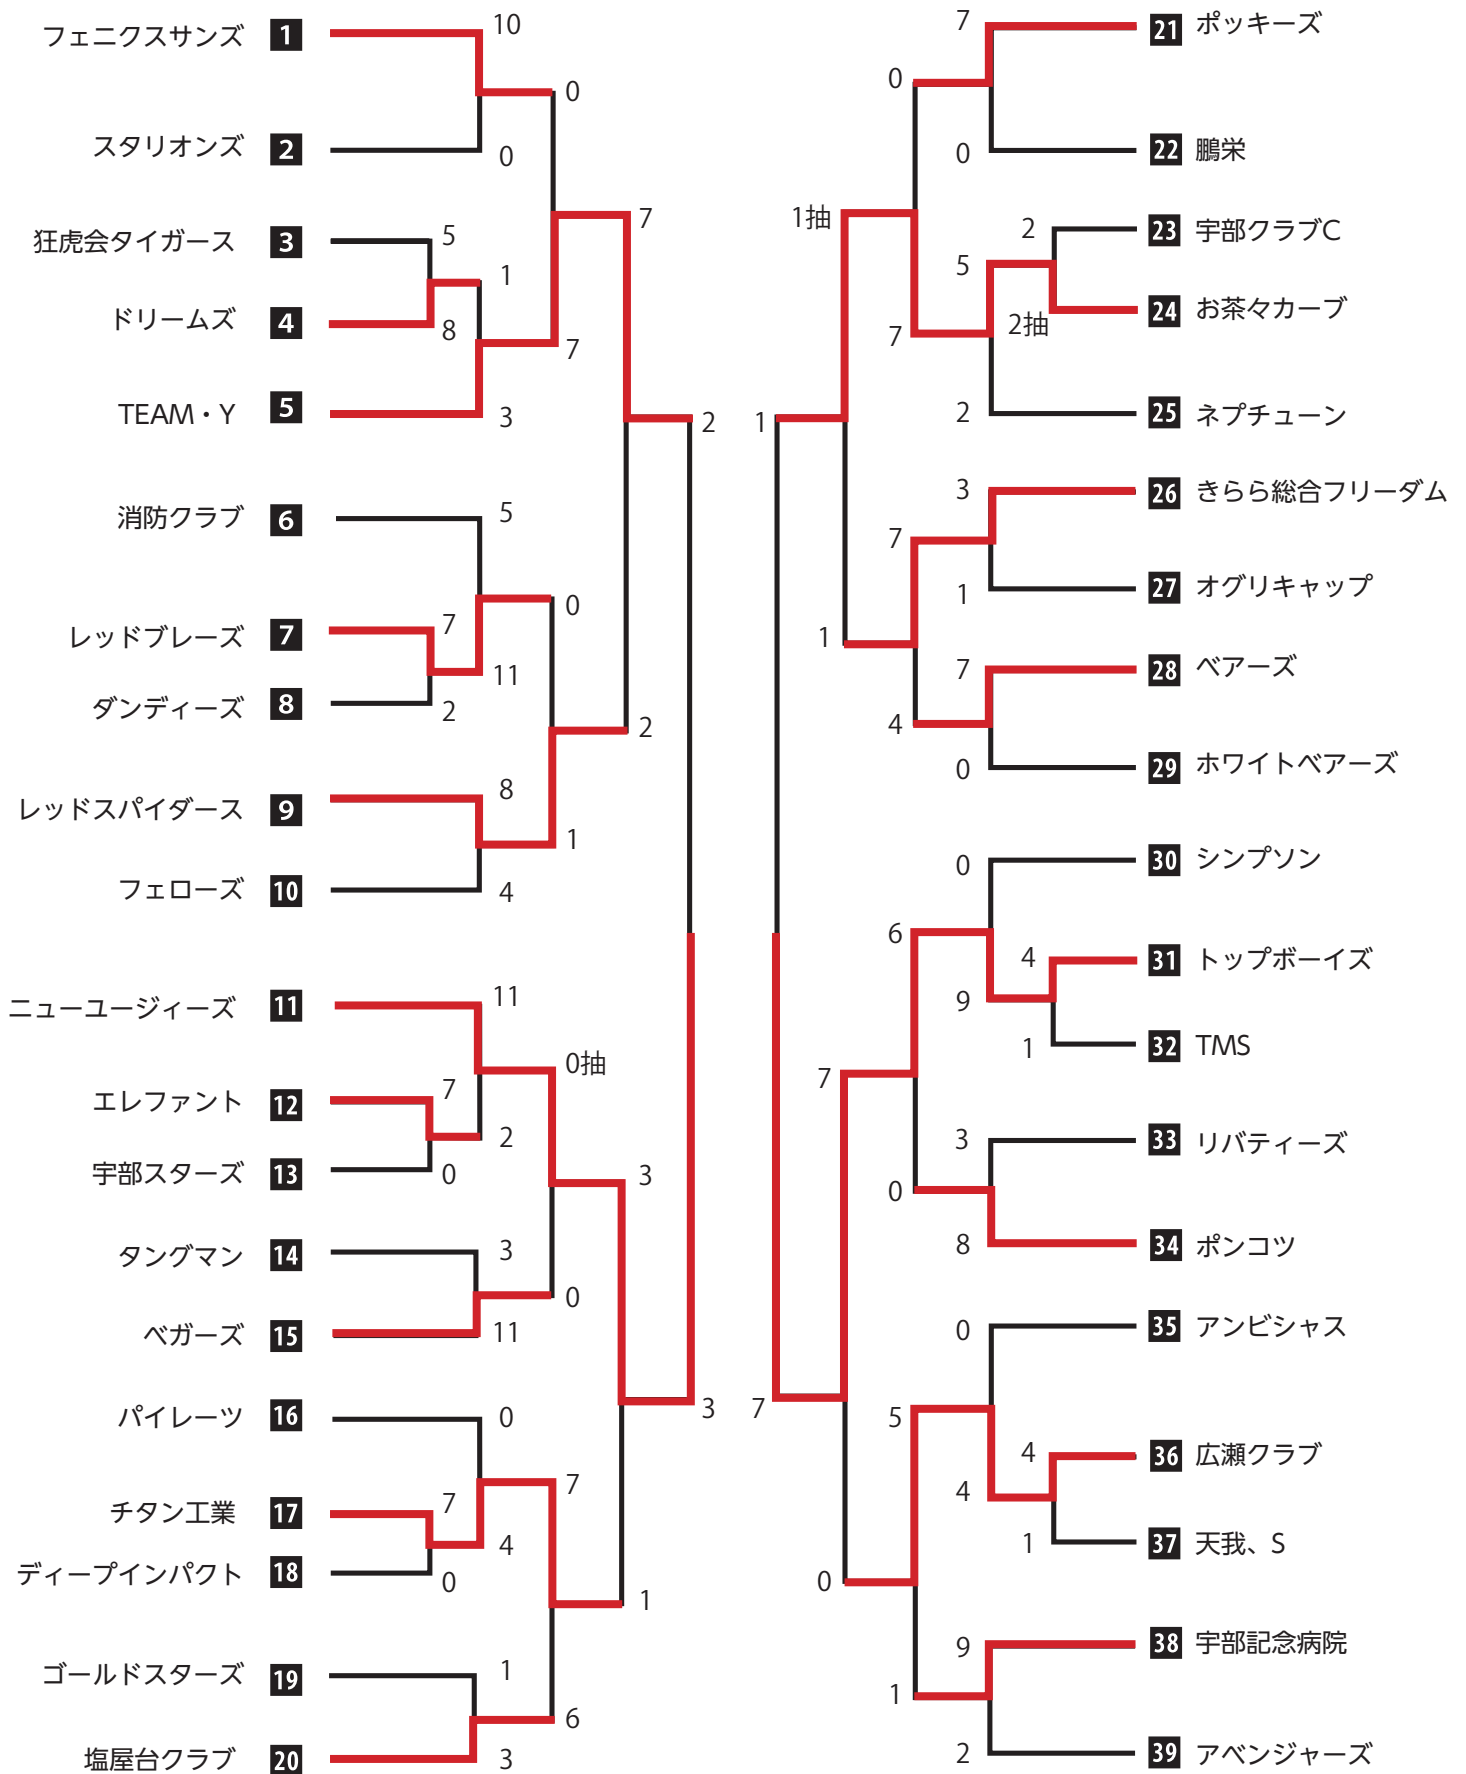 フェニクスサンズ 1 10
0
スタリオンズ 2 0
狂虎会タイガース 3 5
1
ドリームズ 4 8
7
7
TEAM・Y 5 3
2
消防クラブ 6 5
0
レッドブレーズ 7 7
11
ダンディーズ 8 2
2
レッドスパイダース 9 8
1
フェローズ 10 4
ニューユージィーズ 11 11
0抽
エレファント 12 7
2
宇部スターズ 13 0
3
タングマン 14 3
0
ベガーズ 15 11
3
パイレーツ 16 0
7
チタン工業 17 7
4
ディープインパクト 18 0
1
ゴールドスターズ 19 1
6
塩屋台クラブ 20 3
7 21 ポッキーズ
0
0 22 鵬栄
1抽
2 23 宇部クラブC
5
2抽 24 お茶々カーブ
7
2 25 ネプチューン
1
3 26 きらら総合フリーダム
7
1 27 オグリキャップ
1
7 28 ベアーズ
4
0 29 ホワイトベアーズ
0 30 シンプソン
6
4 31 トップボーイズ
9
1 32 TMS
7
3 33 リバティーズ
0
8 34 ポンコツ
0 35 アンビシャス
7
5
4 36 広瀬クラブ
4
1 37 天我、S
0
9 38 宇部記念病院
1
2 39 アベンジャーズ